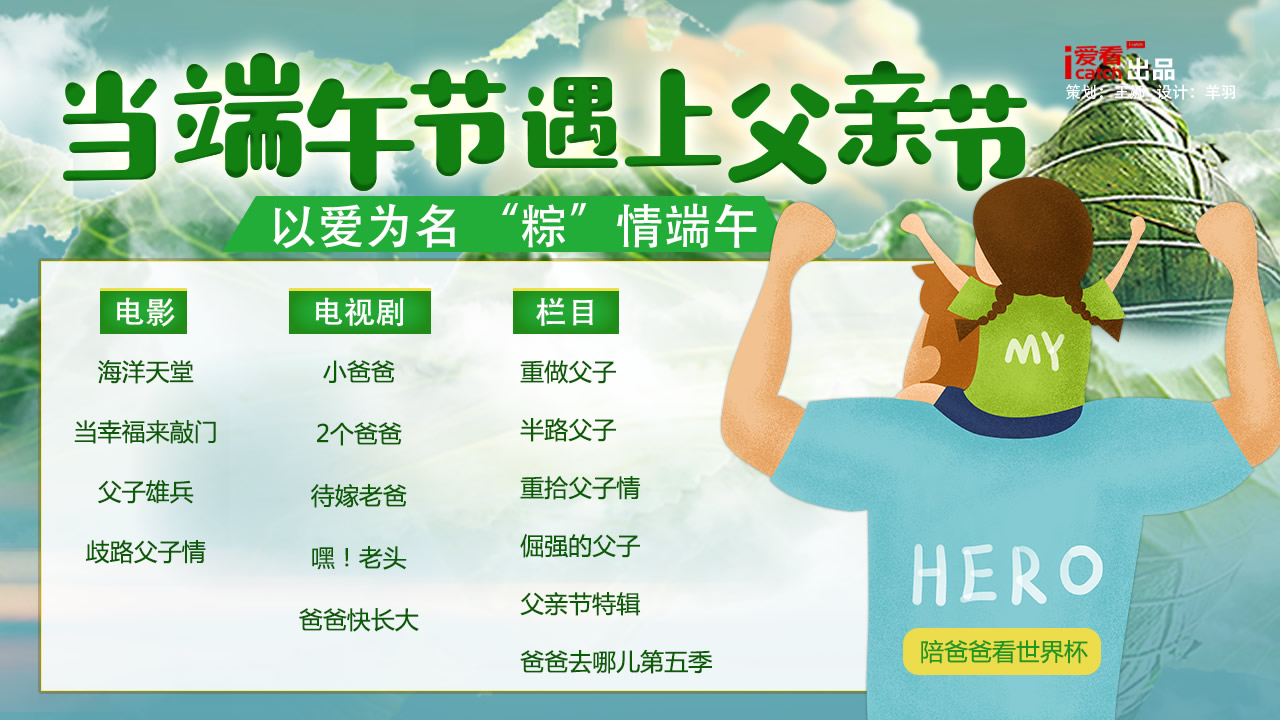 当端午节遇上父亲节
i爱看
catch 出品
策划： 设计：羊羽
以爱为名 “粽”情端午
电影
海洋天堂
当幸福来敲门
父子雄兵
歧路父子情
电视剧
小爸爸
2个爸爸
待嫁老爸
嘿！老头
爸爸快长大
栏目
重做父子
半路父子
重拾父子情
倔强的父子
父亲节特辑
爸爸去哪儿第五季
MY
HERO
陪爸爸看世界杯